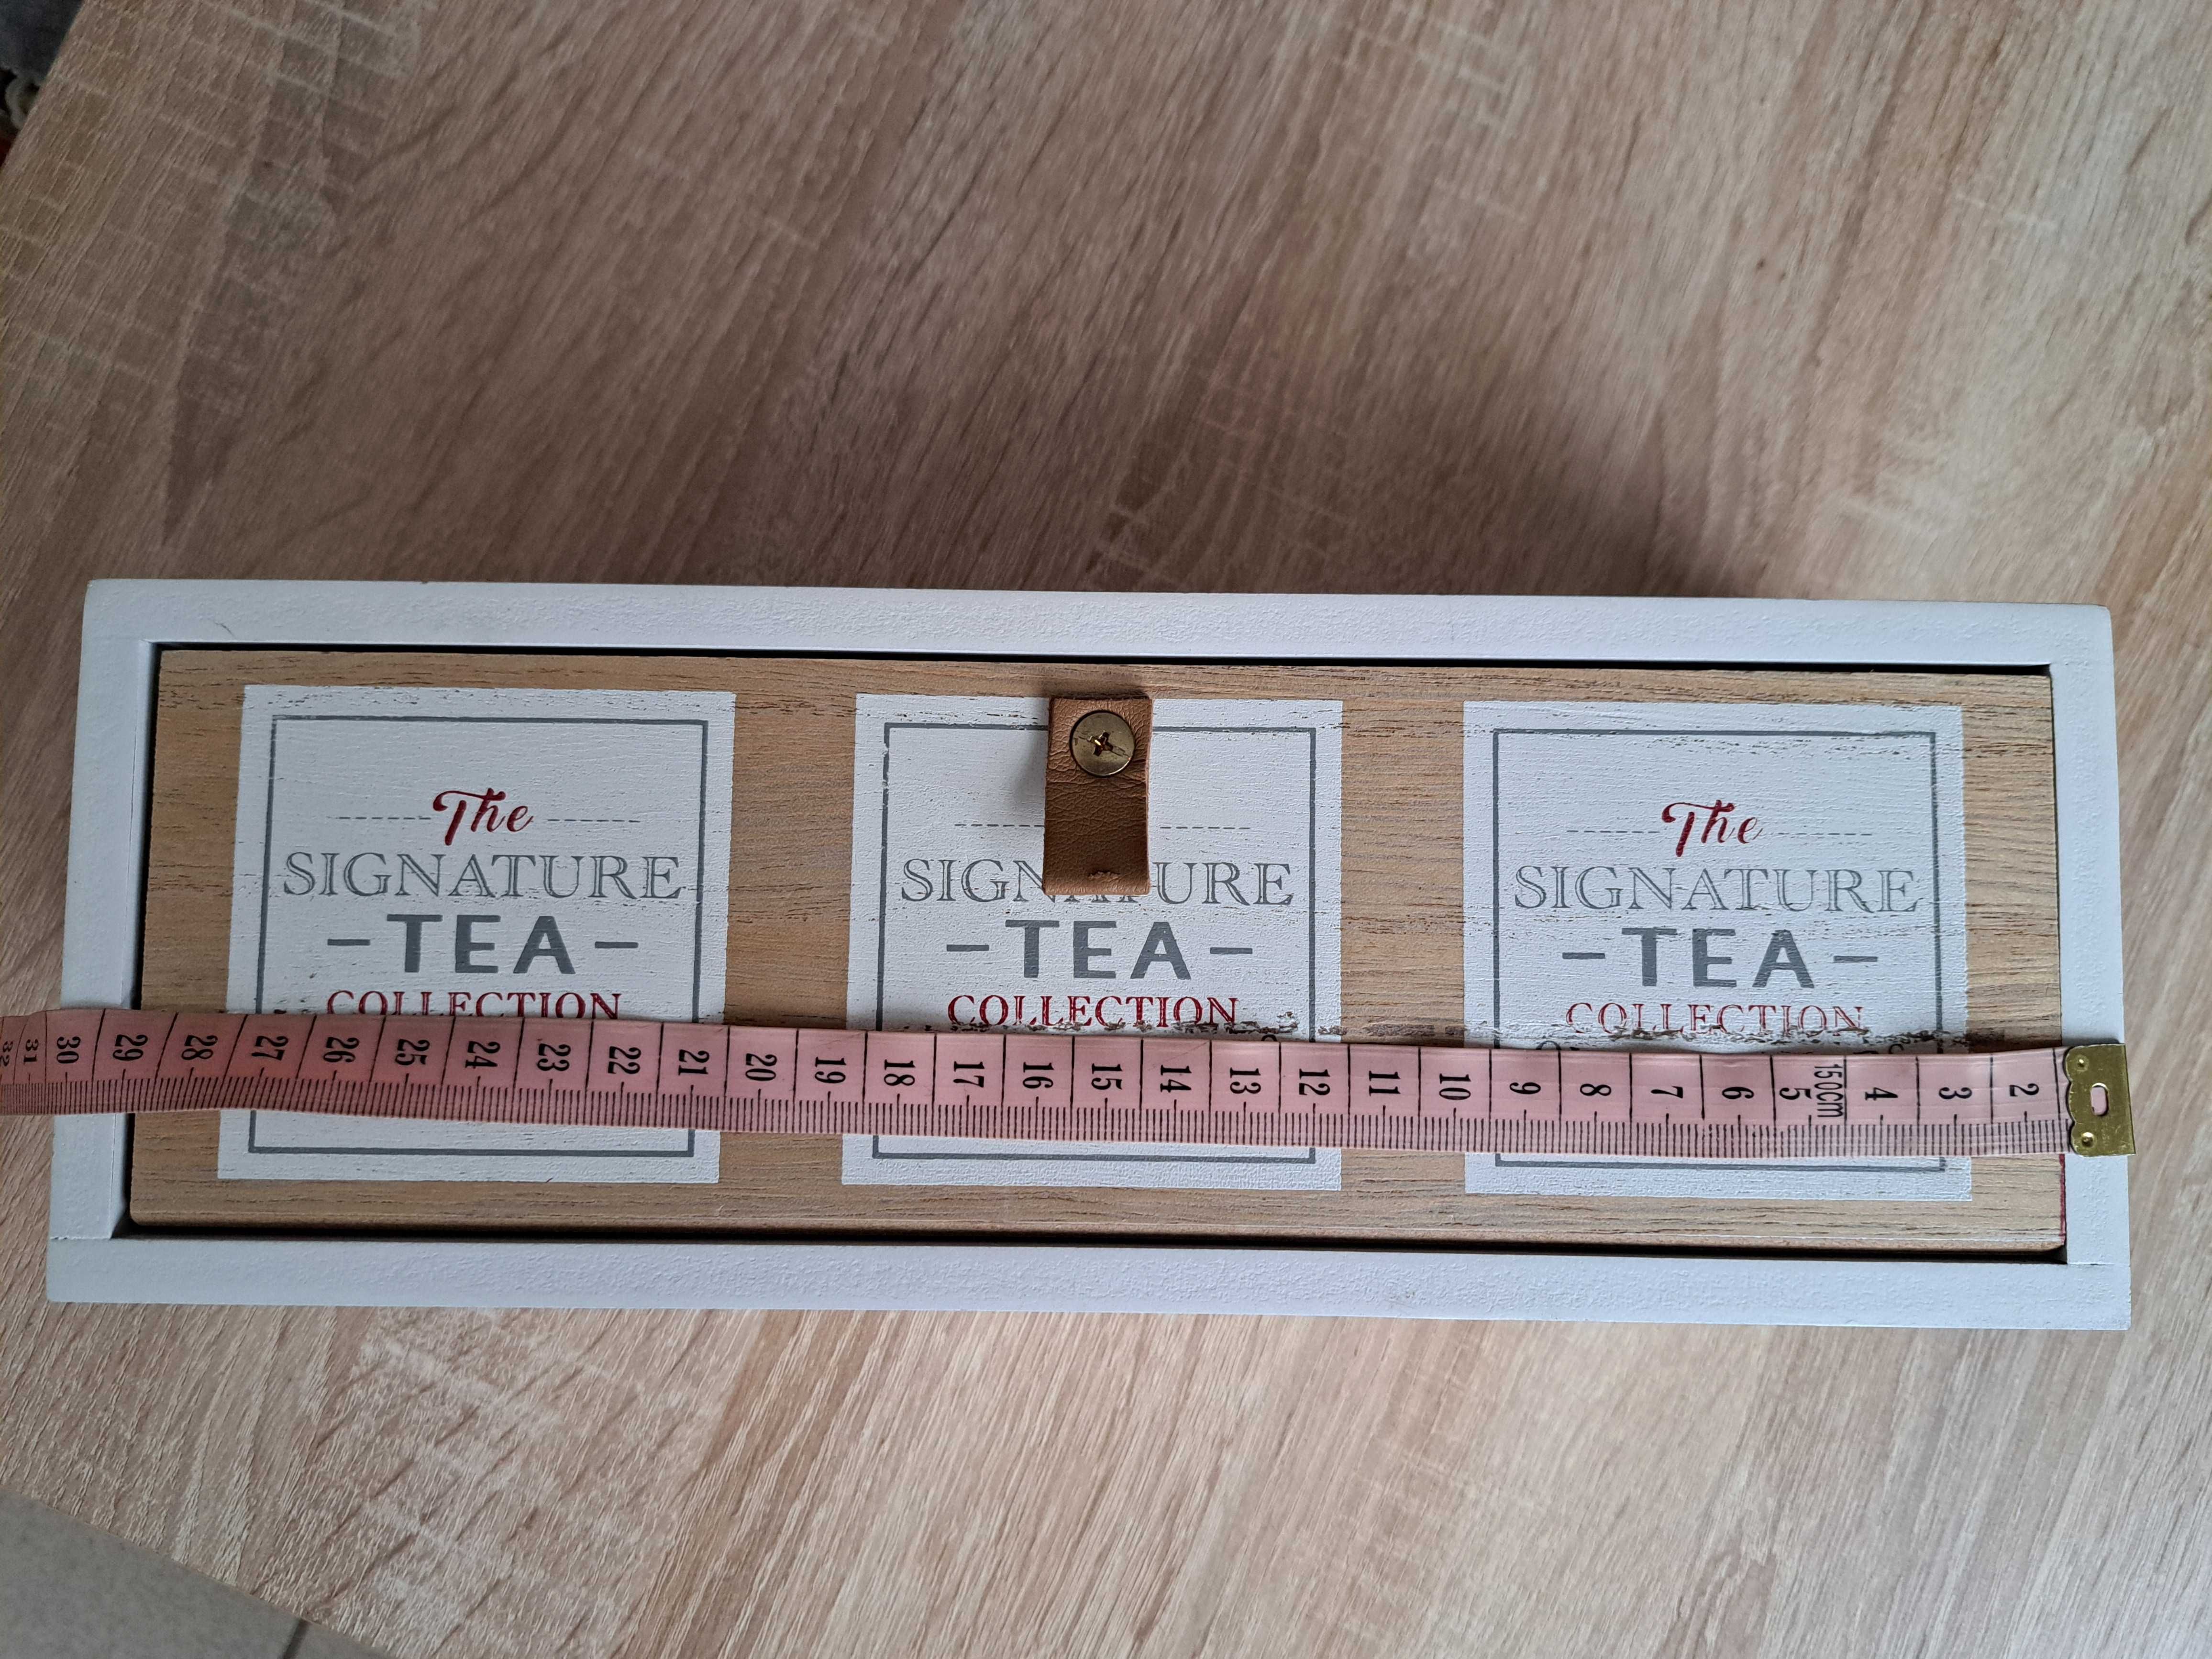 The
SIGNATURE
- TEA -
COLLECTION
SIGN URE
- TEA -
COLLECTION
The
SIGNATURE
- TEA -
COLLECTION
32 31 30 29 28 27 26 25 24 23 22 21 20 19 18 17 16 15 14 13 12 11 10 9 8 7 6 5 150cm 4 3 2